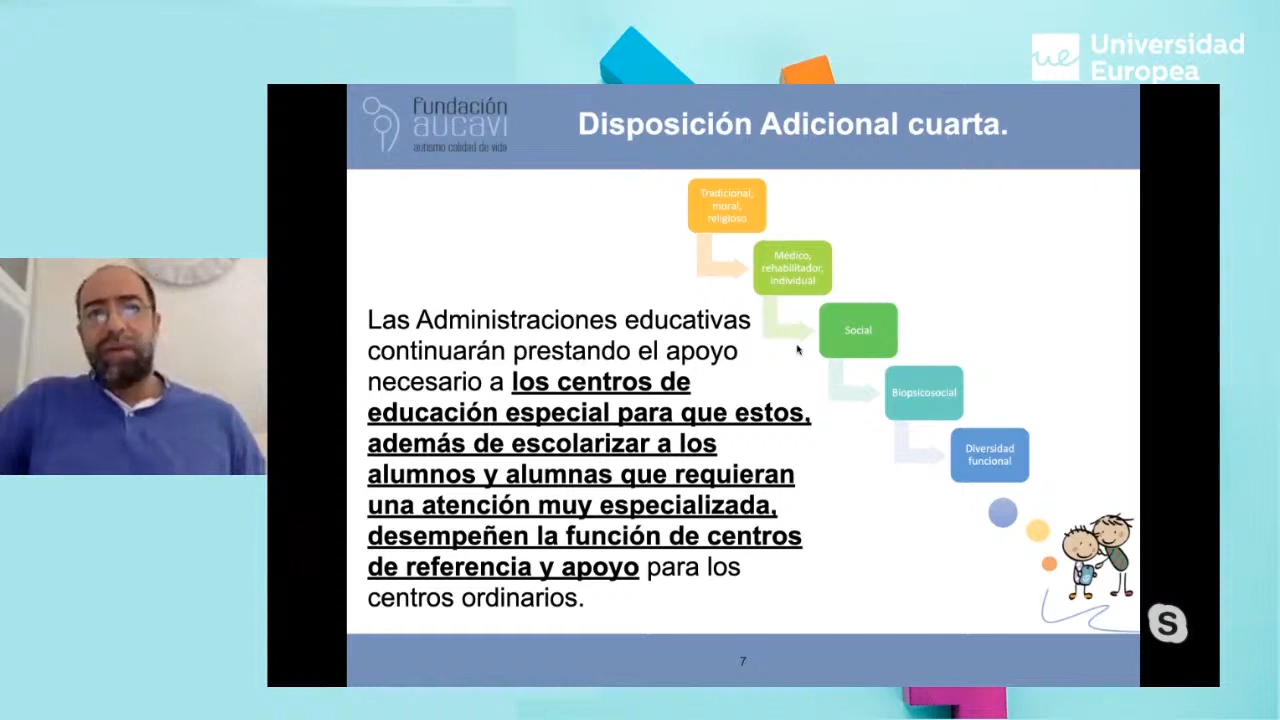 Universidad
Europea
fundación
aucavi
autismo calidad de vida
Disposición Adicional cuarta.
Tradicional,
moral,
religioso
Médico,
rehabilitador,
individual
Social
Biopsicosocial
Diversidad
funcional
Las Administraciones educativas
continuarán prestando el apoyo
necesario a los centros de
educación especial para que estos,
además de escolarizar a los
alumnos y alumnas que requieran
una atención muy especializada,
desempeñen la función de centros
de referencia y apoyo para los
centros ordinarios.
7
S